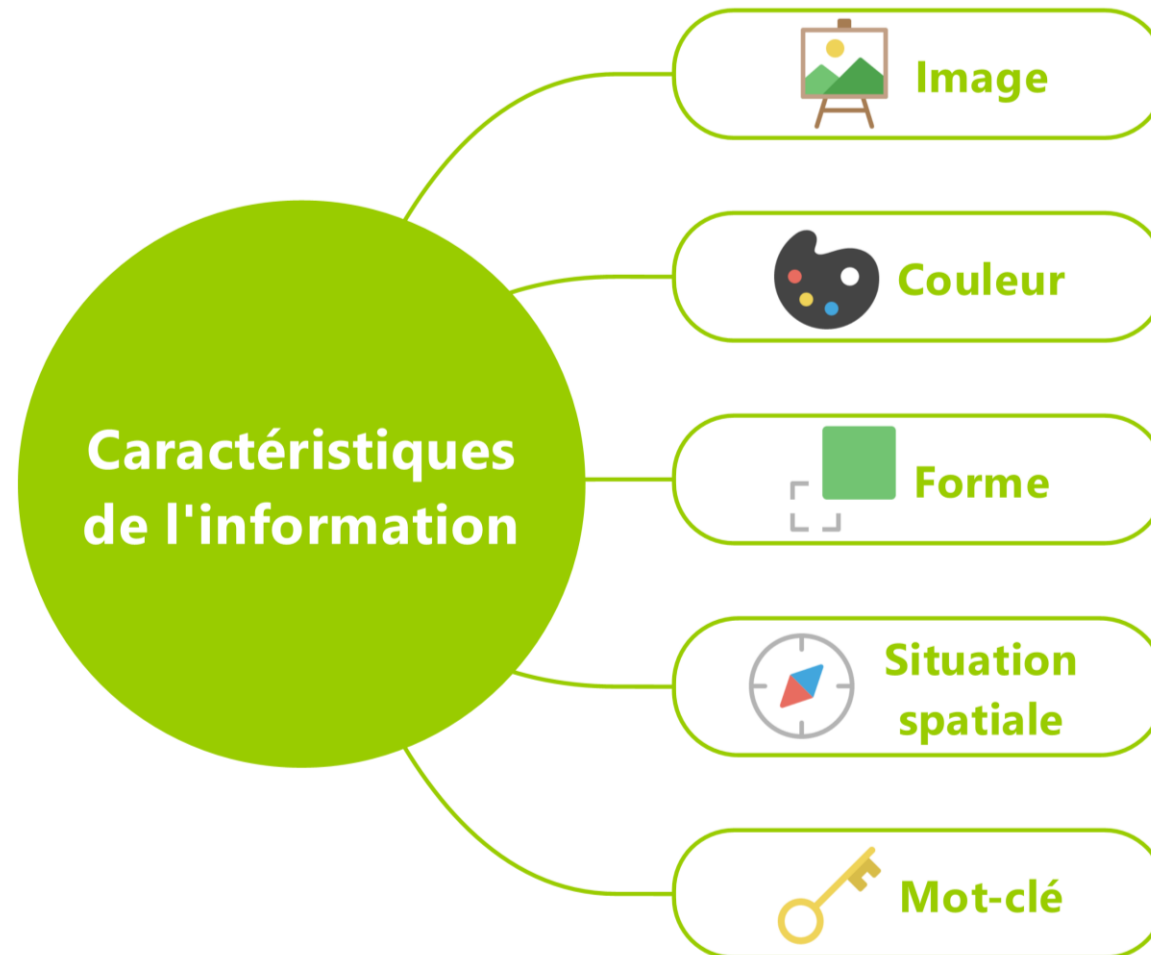 Image
Couleur
Caractéristiques
de l'information
Forme
Situation
spatiale
Mot-clé